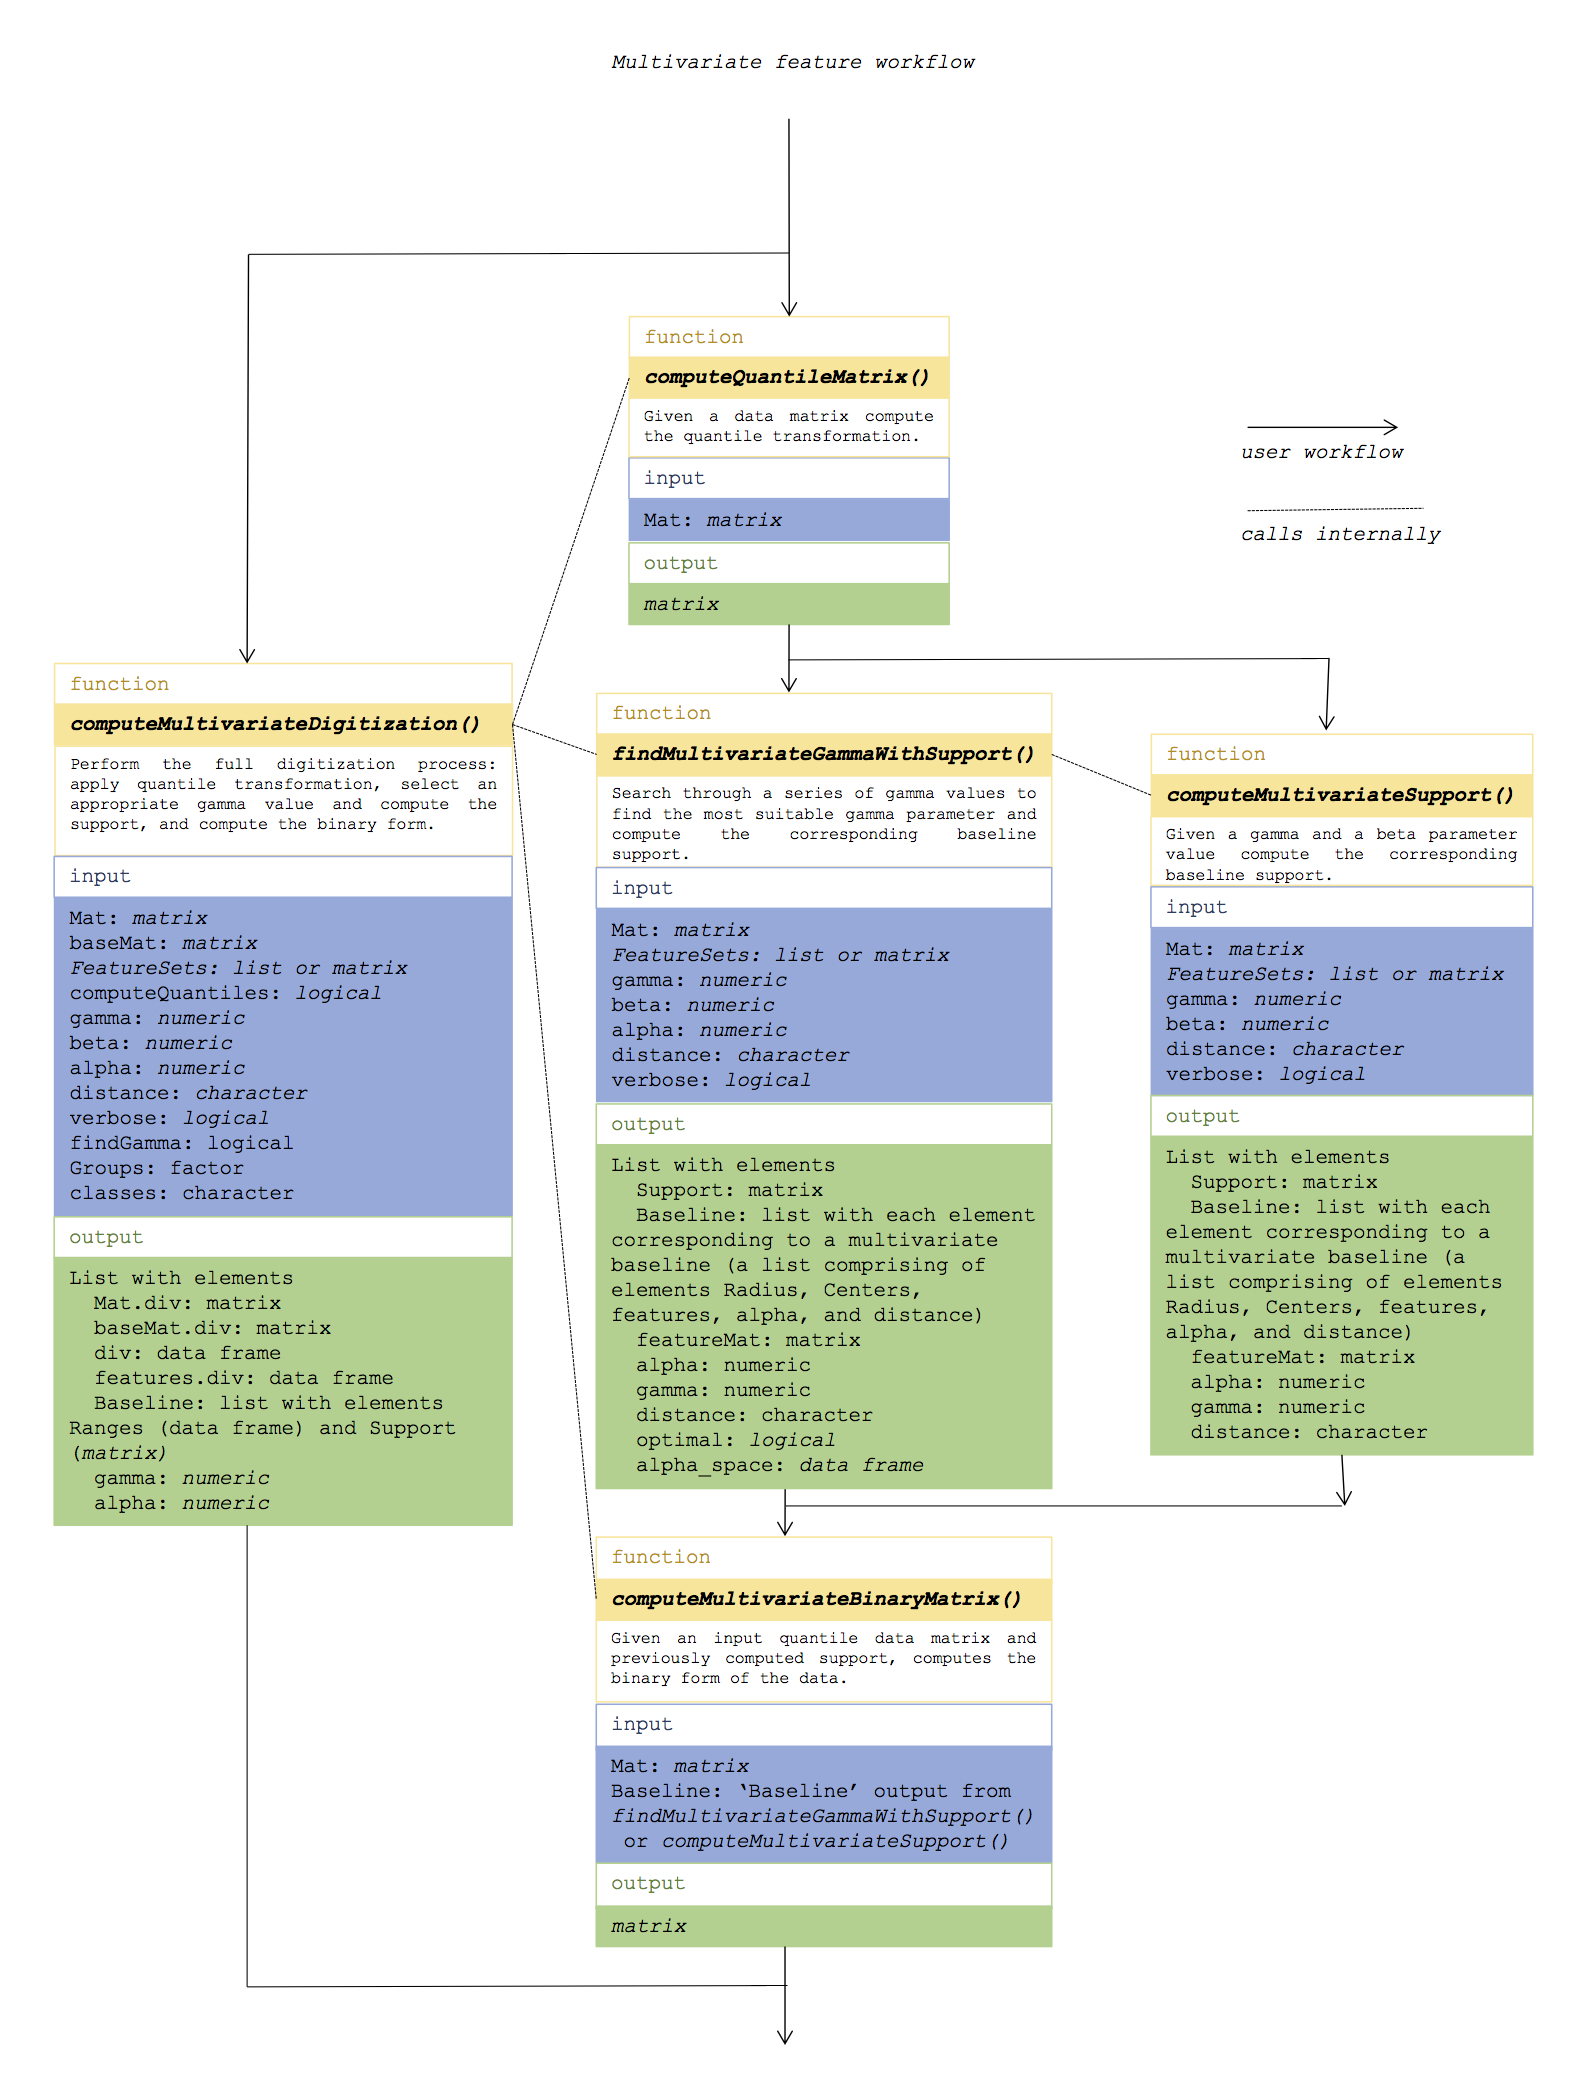 Multivariate feature workflow
function
computeQuantileMatrix()
Given a data matrix compute
the quantile transformation.
input
Mat: matrix
output
matrix
user workflow
calls internally
function
computeMultivariateDigitization()
Perform the full digitization process:
apply quantile transformation, select an
appropriate gamma value and compute the
support, and compute the binary form.
input
Mat: matrix
baseMat: matrix
FeatureSets: list or matrix
computeQuantiles: logical
gamma: numeric
beta: numeric
alpha: numeric
distance: character
verbose: logical
findGamma: logical
Groups: factor
classes: character
output
List with elements
Mat.div: matrix
baseMat.div: matrix
div: data frame
features.div: data frame
Baseline: list with elements
Ranges (data frame) and Support
(matrix)
gamma: numeric
alpha: numeric
function
findMultivariateGammaWithSupport()
Search through a series of gamma values to
find the most suitable gamma parameter and
compute the corresponding baseline
support.
input
Mat: matrix
FeatureSets: list or matrix
gamma: numeric
beta: numeric
alpha: numeric
distance: character
verbose: logical
output
List with elements
Support: matrix
Baseline: list with each element
corresponding to a multivariate
baseline (a list comprising of
elements Radius, Centers,
features, alpha, and distance)
featureMat: matrix
alpha: numeric
gamma: numeric
distance: character
optimal: logical
alpha_space: data frame
function
computeMultivariateSupport()
Given a gamma and a beta parameter
value compute the corresponding
baseline support.
input
Mat: matrix
FeatureSets: list or matrix
gamma: numeric
beta: numeric
distance: character
verbose: logical
output
List with elements
Support: matrix
Baseline: list with each
element corresponding to a
multivariate baseline (a
list comprising of elements
Radius, Centers, features,
alpha, and distance)
featureMat: matrix
alpha: numeric
gamma: numeric
distance: character
function
computeMultivariateBinaryMatrix()
Given an input quantile data matrix and
previously computed support, computes the
binary form of the data.
input
Mat: matrix
Baseline: ‘Baseline’ output from
findMultivariateGammaWithSupport()
or computeMultivariateSupport()
output
matrix